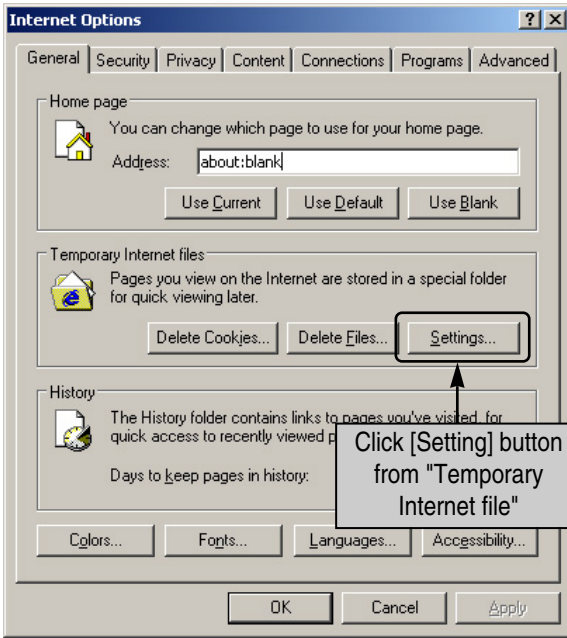 Internet Options
General Security Privacy Content Connections Programs Advanced
Home page
You can change which page to use for your home page.
Address: about:blank
Use Current Use Default Use Blank
Temporary Internet files
Pages you view on the Internet are stored in a special folder
for quick viewing later.
Delete Cookies... Delete Files... Settings...
History
The History folder contains links to pages you've visited, for
quick access to recently viewed p
Days to keep pages in history:
Click [Setting] button
from "Temporary
Internet file"
Colors... Fonts... Languages... Accessibility...
OK Cancel Apply